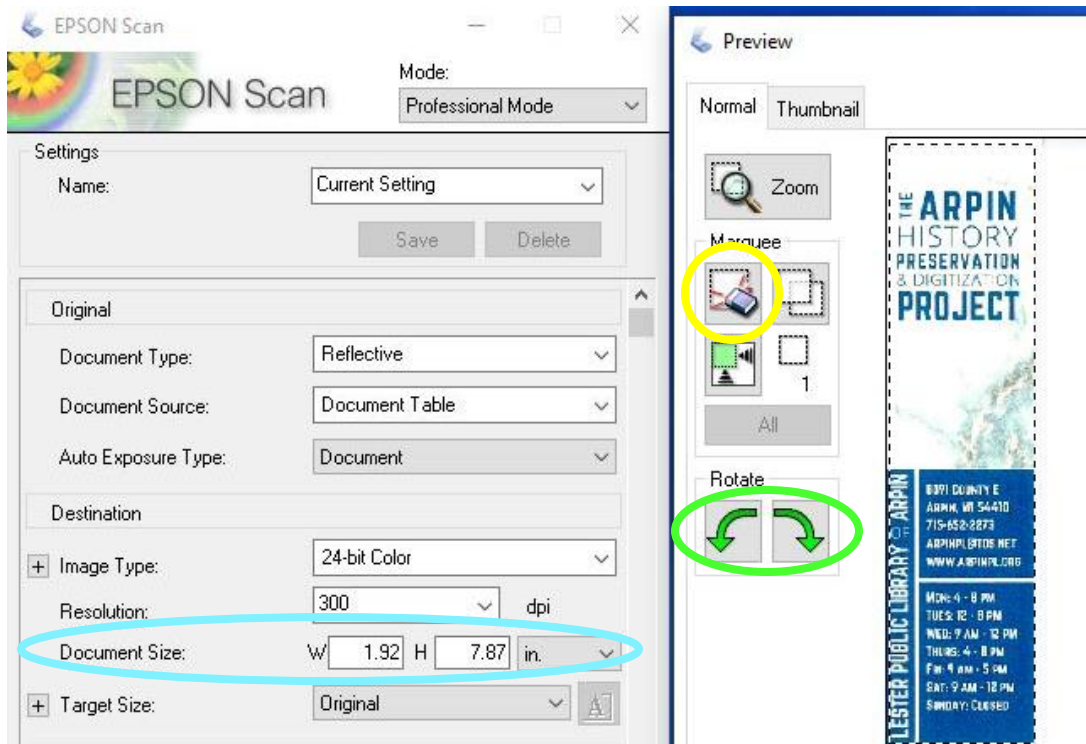 EPSON Scan
EPSON Scan
Mode:
Professional Mode
Settings
Name:
Current Setting
Save
Delete
Original
Document Type:
Reflective
Document Source:
Document Table
Auto Exposure Type:
Document
Destination
Image Type:
24-bit Color
Resolution:
300
dpi
Document Size:
W
1.92
H
7.87
in.
Target Size:
Original
Preview
Normal
Thumbnail
Zoom
Marquee
1
All
Rotate
THE ARPIN
HISTORY
PRESERVATION
& DIGITIZATION
PROJECT
LESTER PUBLIC LIBRARY OF ARPIN
8091 COUNTY E
ARPIN, WI 54410
715-652-2273
WWW.ARPINPL.ORG
MON: 4 - 8 PM
TUES: 12 - 8 PM
WED: 9 AM - 12 PM
THURS: 4 - 8 PM
FRI: 9 AM - 5 PM
SAT: 9 AM - 12 PM
SUNDAY: CLOSED